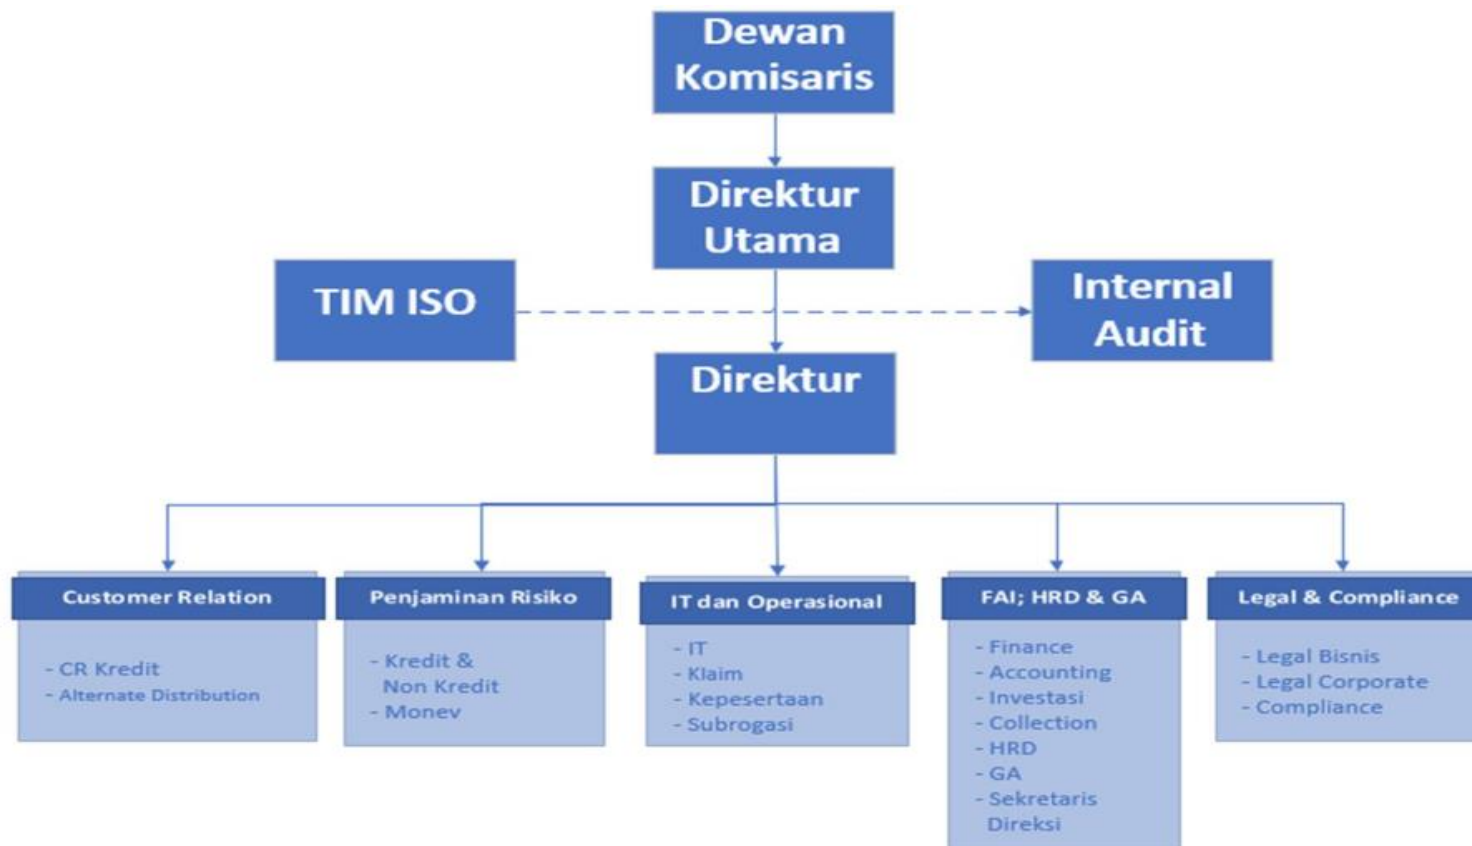 Dewan
Komisaris
Direktur
Utama
TIM ISO
Internal
Audit
Direktur
Customer Relation
- CR Kredit
- Alternate Distribution
Penjaminan Risiko
- Kredit &
Non Kredit
- Monev
IT dan Operasional
- IT
- Klaim
- Kepesertaan
- Subrogasi
FAI; HRD & GA
- Finance
- Accounting
- Investasi
- Collection
- HRD
- GA
- Sekretaris
Direksi
Legal & Compliance
- Legal Bisnis
- Legal Corporate
- Compliance